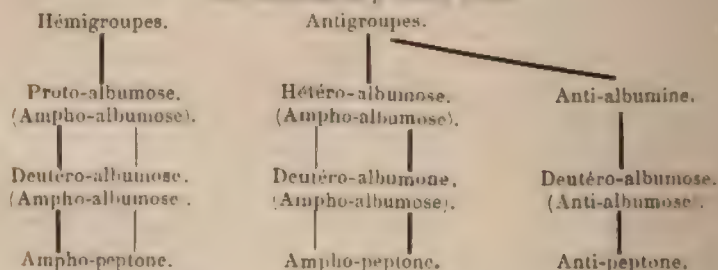 Hémigroupes. Antigroupes.
Proto-albumose. Hétéro-albumose. Anti-albumine.
(Ampho-albumose). (Ampho-albumose).
Deutéro-albumose. Deutéro-albumone. Deutéro-albumose.
(Ampho-albumose . (Ampho-albumose). (Anti-albumose .
Ampho-peptone. Ampho-peptone. Anti-peptone.